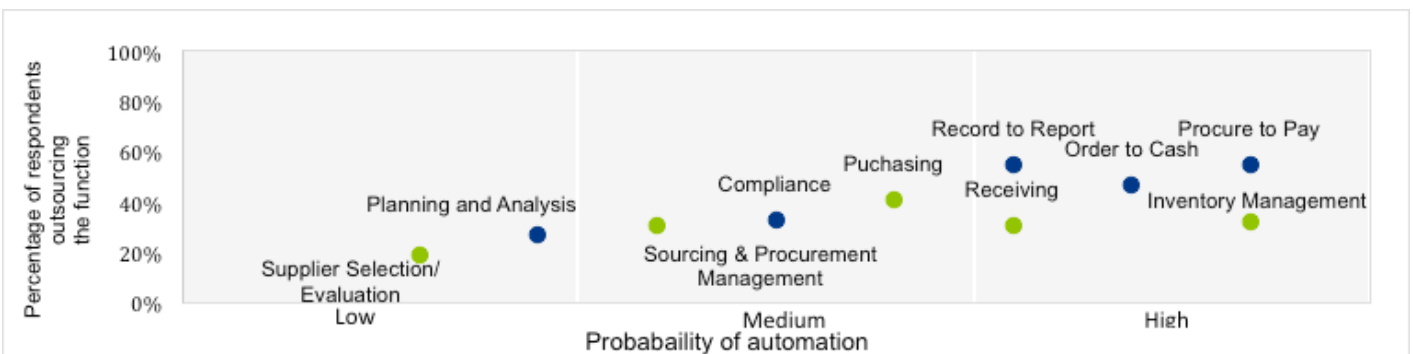 Percentage of respondents
outsourcing
the function
100%
80%
60%
40%
20%
0%
Record to Report
Procure to Pay
Order to Cash
Puchasing
Compliance
Receiving
Planning and Analysis
Inventory Management
Sourcing & Procurement
Management
Supplier Selection/
Evaluation
Low
Medium
High
Probabaility of automation